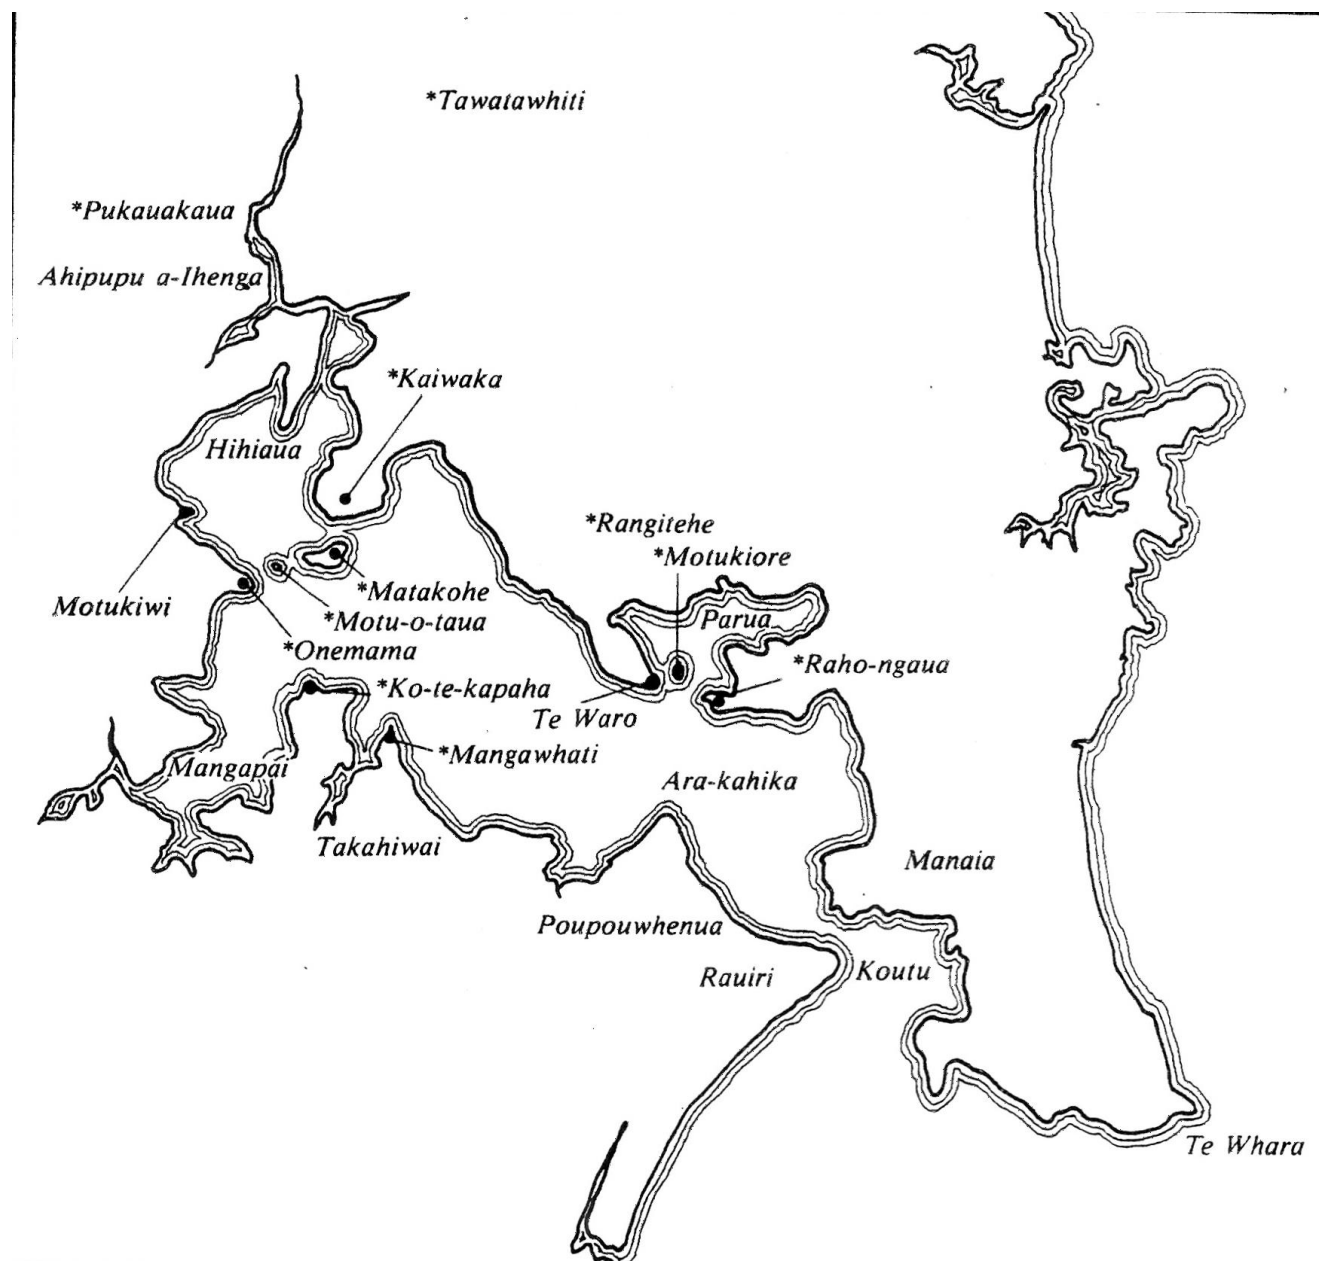 *Tawatawhiti
*Pukauakaua
Ahipupu a-Ihenga
*Kaiwaka
Hihiaua
*Rangitehe
*Motukiore
*Matakohe
Motukiwi
*Motu-o-taua
Parua
*Onemama
*Raho-ngaua
*Ko-te-kapaha
Te Waro
*Mangawhati
Mangapai
Ara-kahika
Takahiwai
Manaia
Poupouwhenua
Rauiri
Koutu
Te Whara